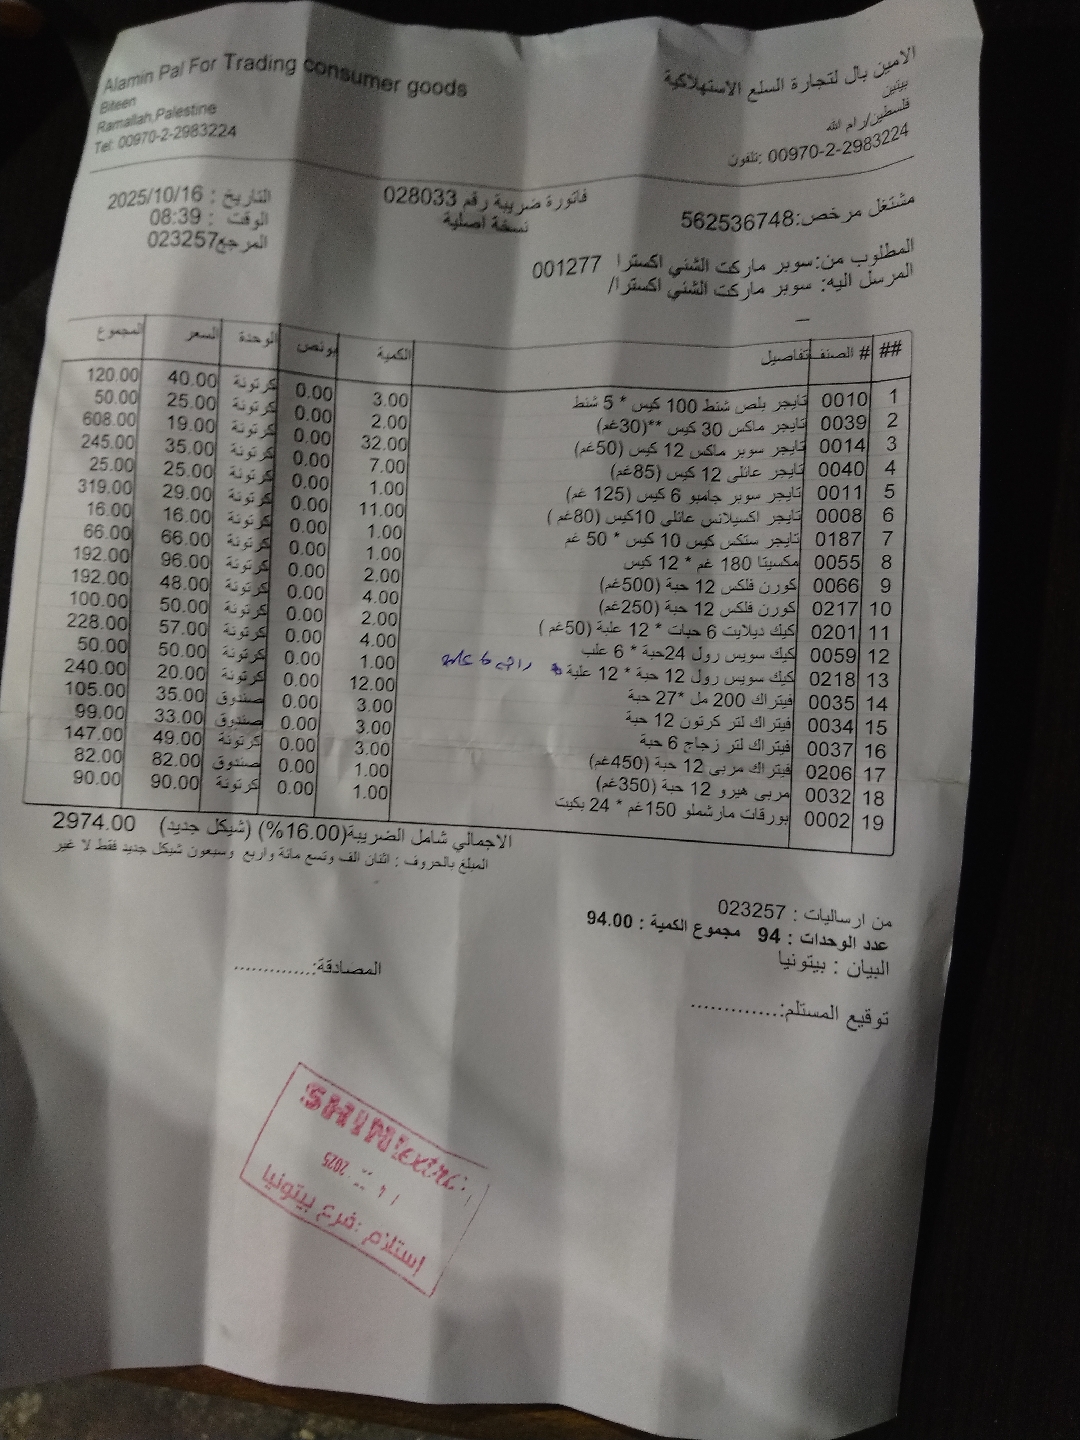 Alamin Pal For Trading consumer goods
Biteen
Ramallah,Palestine
Tel: 00970-2-2983224
الامين بال لتجارة السلع الاستهلاكية
بيتين
فلسطين/رام الله
تلفون: 00970-2-2983224
مشتغل مرخص:562536748
فاتورة ضريبة رقم 028033
نسخة اصلية
التاريخ : 2025/10/16
الوقت : 08:39
المرجع023257
المطلوب من:سوبر ماركت الشني اكسترا 001277
المرسل اليه: سوبر ماركت الشني اكسترا/
## # الصنف تفاصيل الكمية بونص الوحدة السعر المجموع
1 0010 تايجر بلص شنط 100 كيس * 5 شنط 3.00 0.00 كرتونة 40.00 120.00
2 0039 تايجر ماكس 30 كيس **(30غم) 2.00 0.00 كرتونة 25.00 50.00
3 0014 تايجر سوبر ماكس 12 كيس (50غم) 32.00 0.00 كرتونة 19.00 608.00
4 0040 تايجر عائلي 12 كيس (85غم) 7.00 0.00 كرتونة 35.00 245.00
5 0011 تايجر سوبر جامبو 6 كيس (125 غم) 1.00 0.00 كرتونة 25.00 25.00
6 0008 تايجر اكسيلانس عائلي 10كيس (80غم ) 11.00 0.00 كرتونة 29.00 319.00
7 0187 تايجر ستكس كيس 10 كيس * 50 غم 1.00 0.00 كرتونة 16.00 16.00
8 0055 مكسيتا 180 غم * 12 كيس 1.00 0.00 كرتونة 66.00 66.00
9 0066 كورن فلكس 12 حبة (500غم) 2.00 0.00 كرتونة 96.00 192.00
10 0217 كورن فلكس 12 حبة (250غم) 4.00 0.00 كرتونة 48.00 192.00
11 0201 كيك ديلايت 6 حبات * 12 علبة (50غم ) 2.00 0.00 كرتونة 50.00 100.00
12 0059 كيك سويس رول 24حبة * 6 علب 4.00 0.00 كرتونة 57.00 228.00
13 0218 كيك سويس رول 12 حبة * 12 علبة 1.00 0.00 كرتونة 50.00 50.00
14 0035 فيتراك 200 مل *27 حبة 12.00 0.00 كرتونة 20.00 240.00
15 0034 فيتراك لتر كرتون 12 حبة 3.00 0.00 صندوق 35.00 105.00
16 0037 فيتراك لتر زجاج 6 حبة 3.00 0.00 صندوق 33.00 99.00
17 0206 فيتراك مربى 12 حبة (450غم) 3.00 0.00 كرتونة 49.00 147.00
18 0032 مربى هيرو 12 حبة (350غم) 1.00 0.00 صندوق 82.00 82.00
19 0002 بورقات مارشملو 150غم * 24 بكيت 1.00 0.00 كرتونة 90.00 90.00
الاجمالي شامل الضريبة(16.00%) (شيكل جديد) 2974.00
المبلغ بالحروف : اثنان الف وتسع مائة واربع وسبعون شيكل جديد فقط لا غير
من ارساليات : 023257
عدد الوحدات : 94 مجموع الكمية : 94.00
البيان : بيتونيا
المصادقة:..............
توقيع المستلم:..............
2025
استلام :فرع بيتونيا